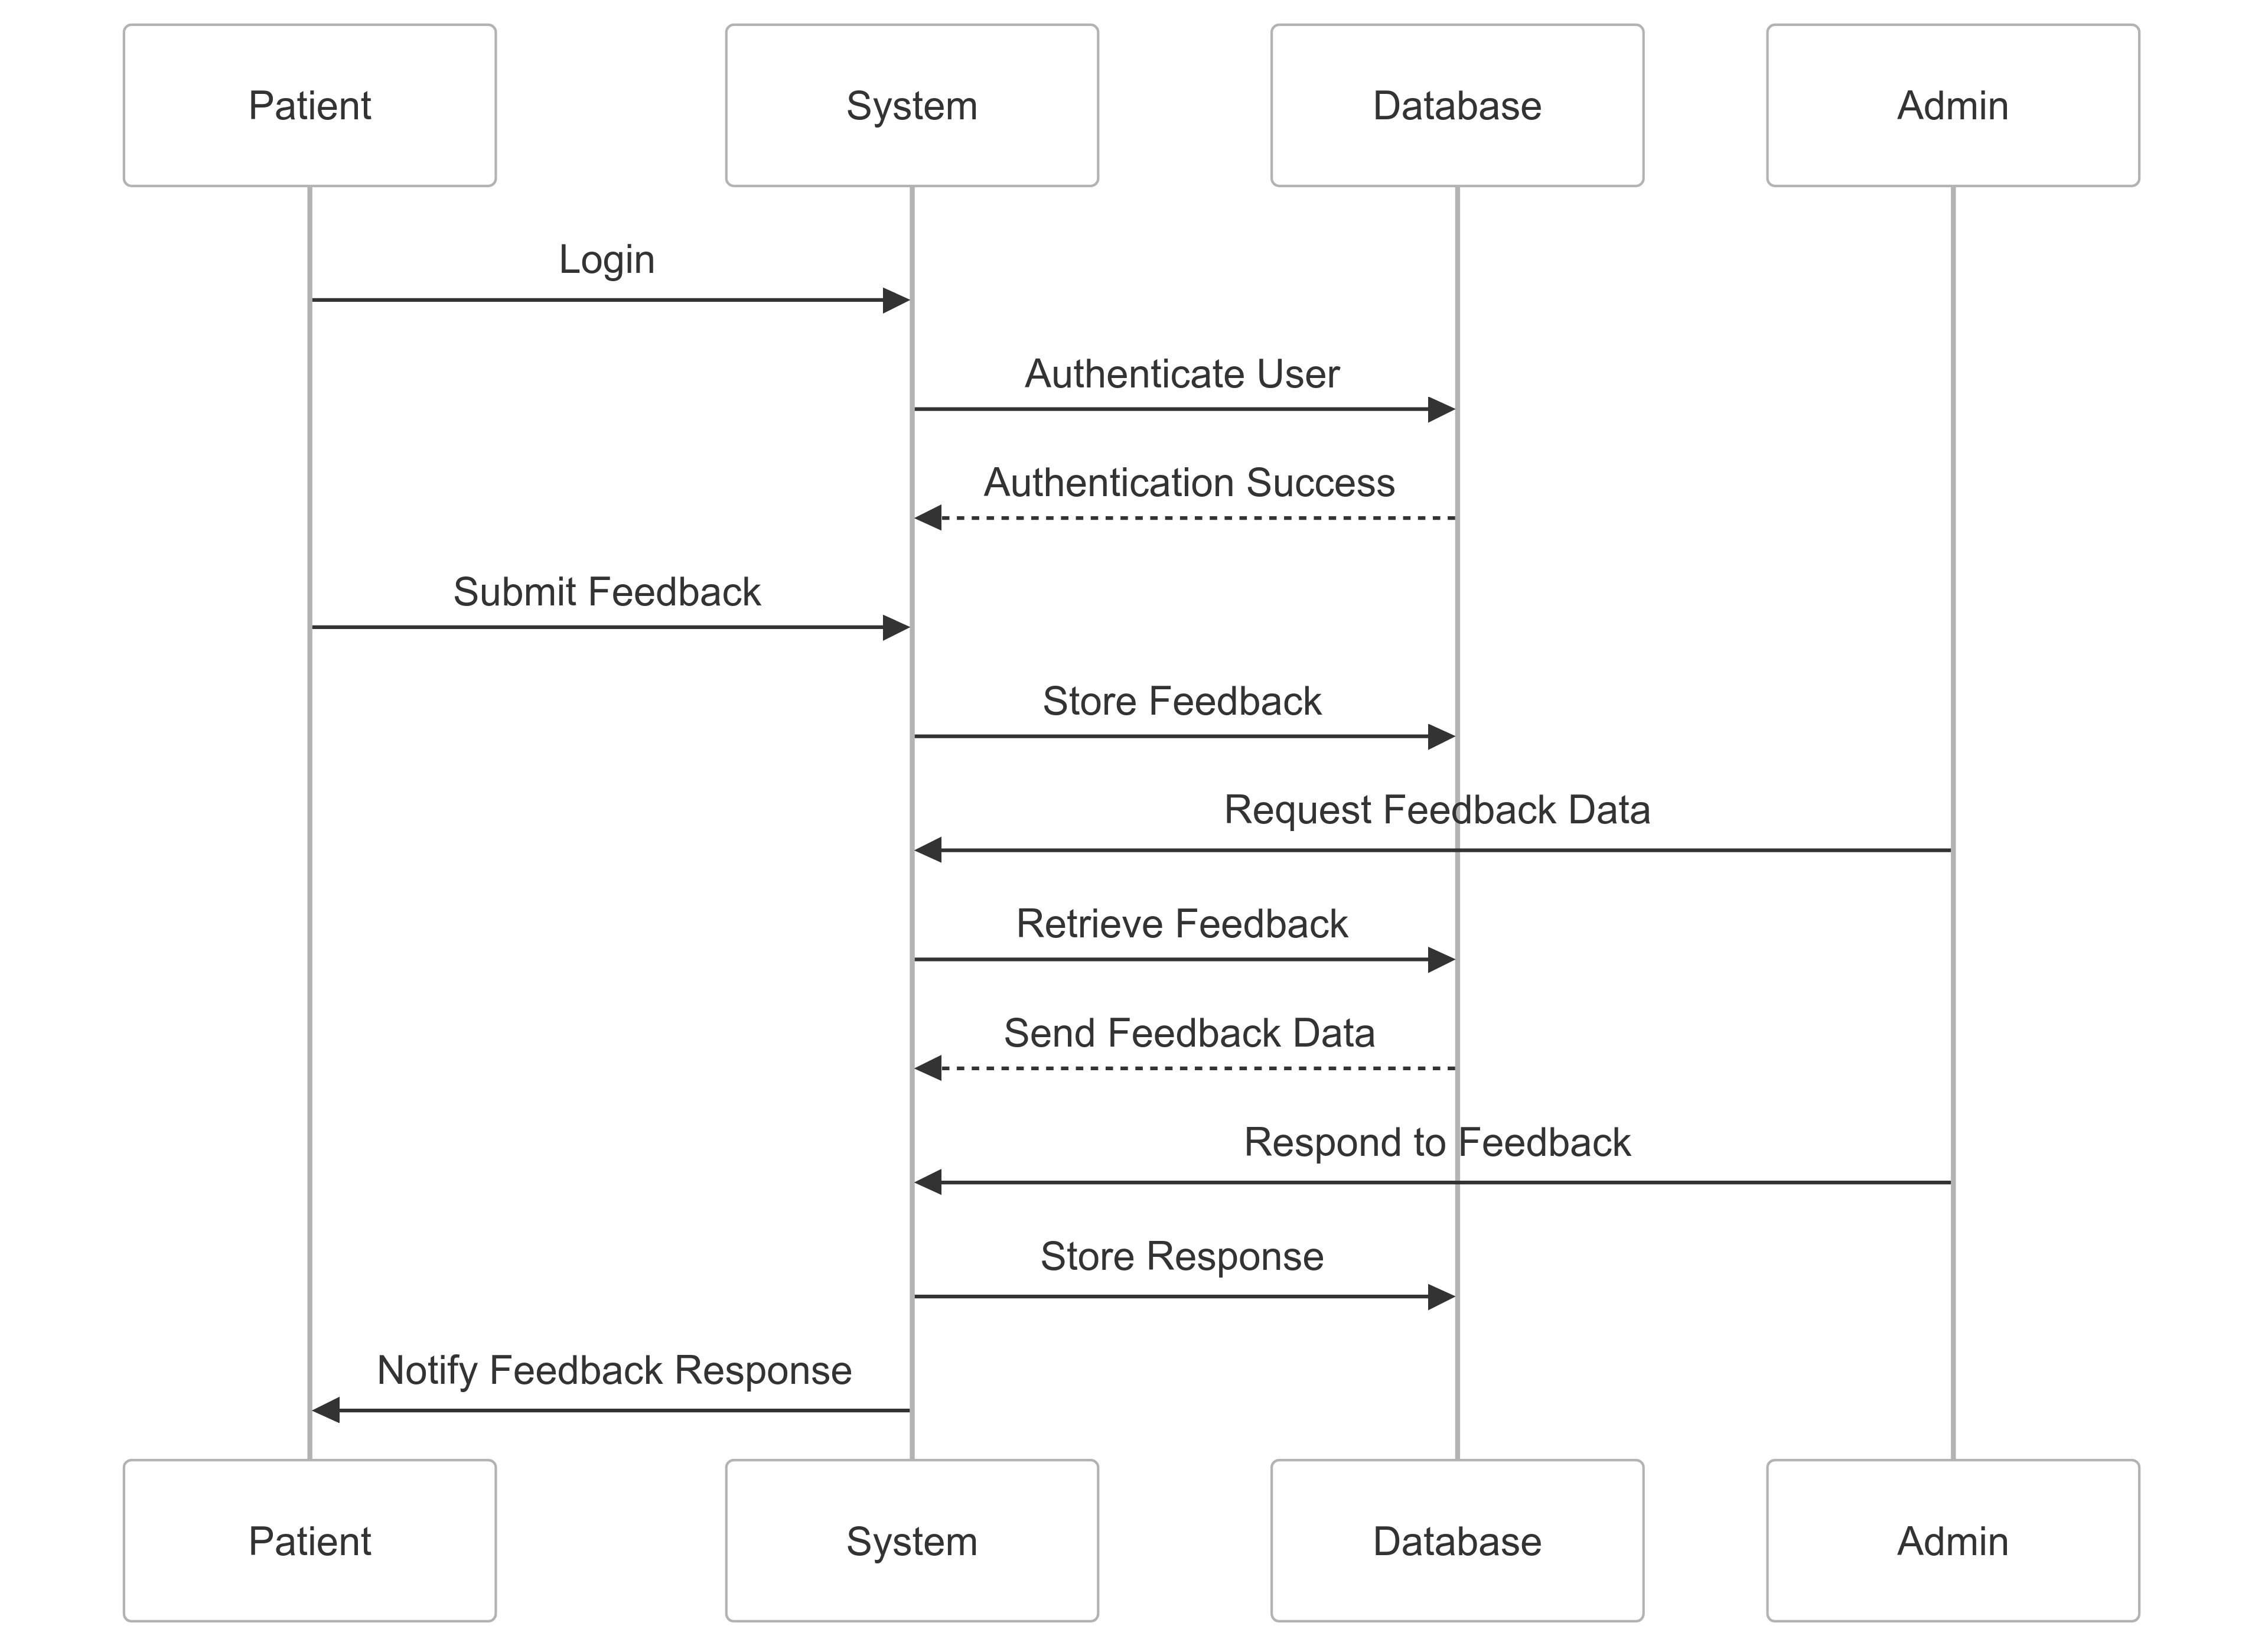 Patient
System
Database
Admin
Login
Authenticate User
Authentication Success
Submit Feedback
Store Feedback
Request Feedback Data
Retrieve Feedback
Send Feedback Data
Respond to Feedback
Store Response
Notify Feedback Response
Patient
System
Database
Admin